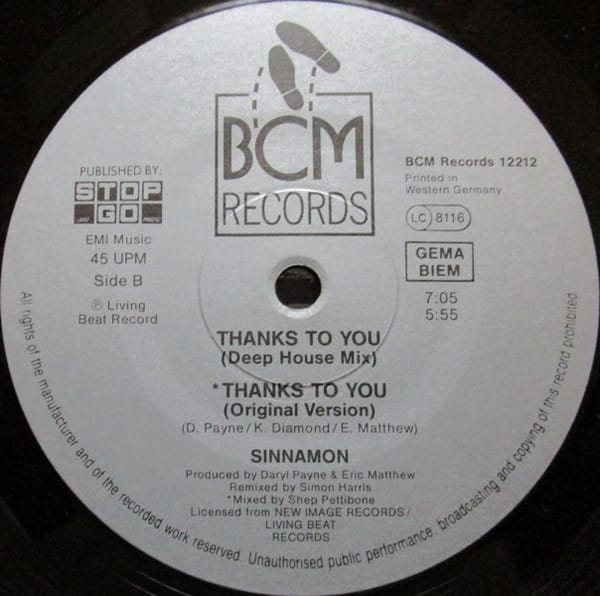 BCM
RECORDS
PUBLISHED BY:
STOP
GO
EMI Music
45 UPM
Side B
℗ Living
Beat Record
BCM Records 12212
Printed in
Western Germany
LC 8116
GEMA
BIEM
7:05
5:55
THANKS TO YOU
(Deep House Mix)
*THANKS TO YOU
(Original Version)
(D. Payne/K. Diamond/E. Matthew)
SINNAMON
Produced by Daryl Payne & Eric Matthew
Remixed by Simon Harris
*Mixed by Shep Pettibone
Licensed from NEW IMAGE RECORDS/
LIVING BEAT
RECORDS
All rights of the manufacturer and of the recorded work reserved. Unauthorised public performance, broadcasting and copying of this record prohibited